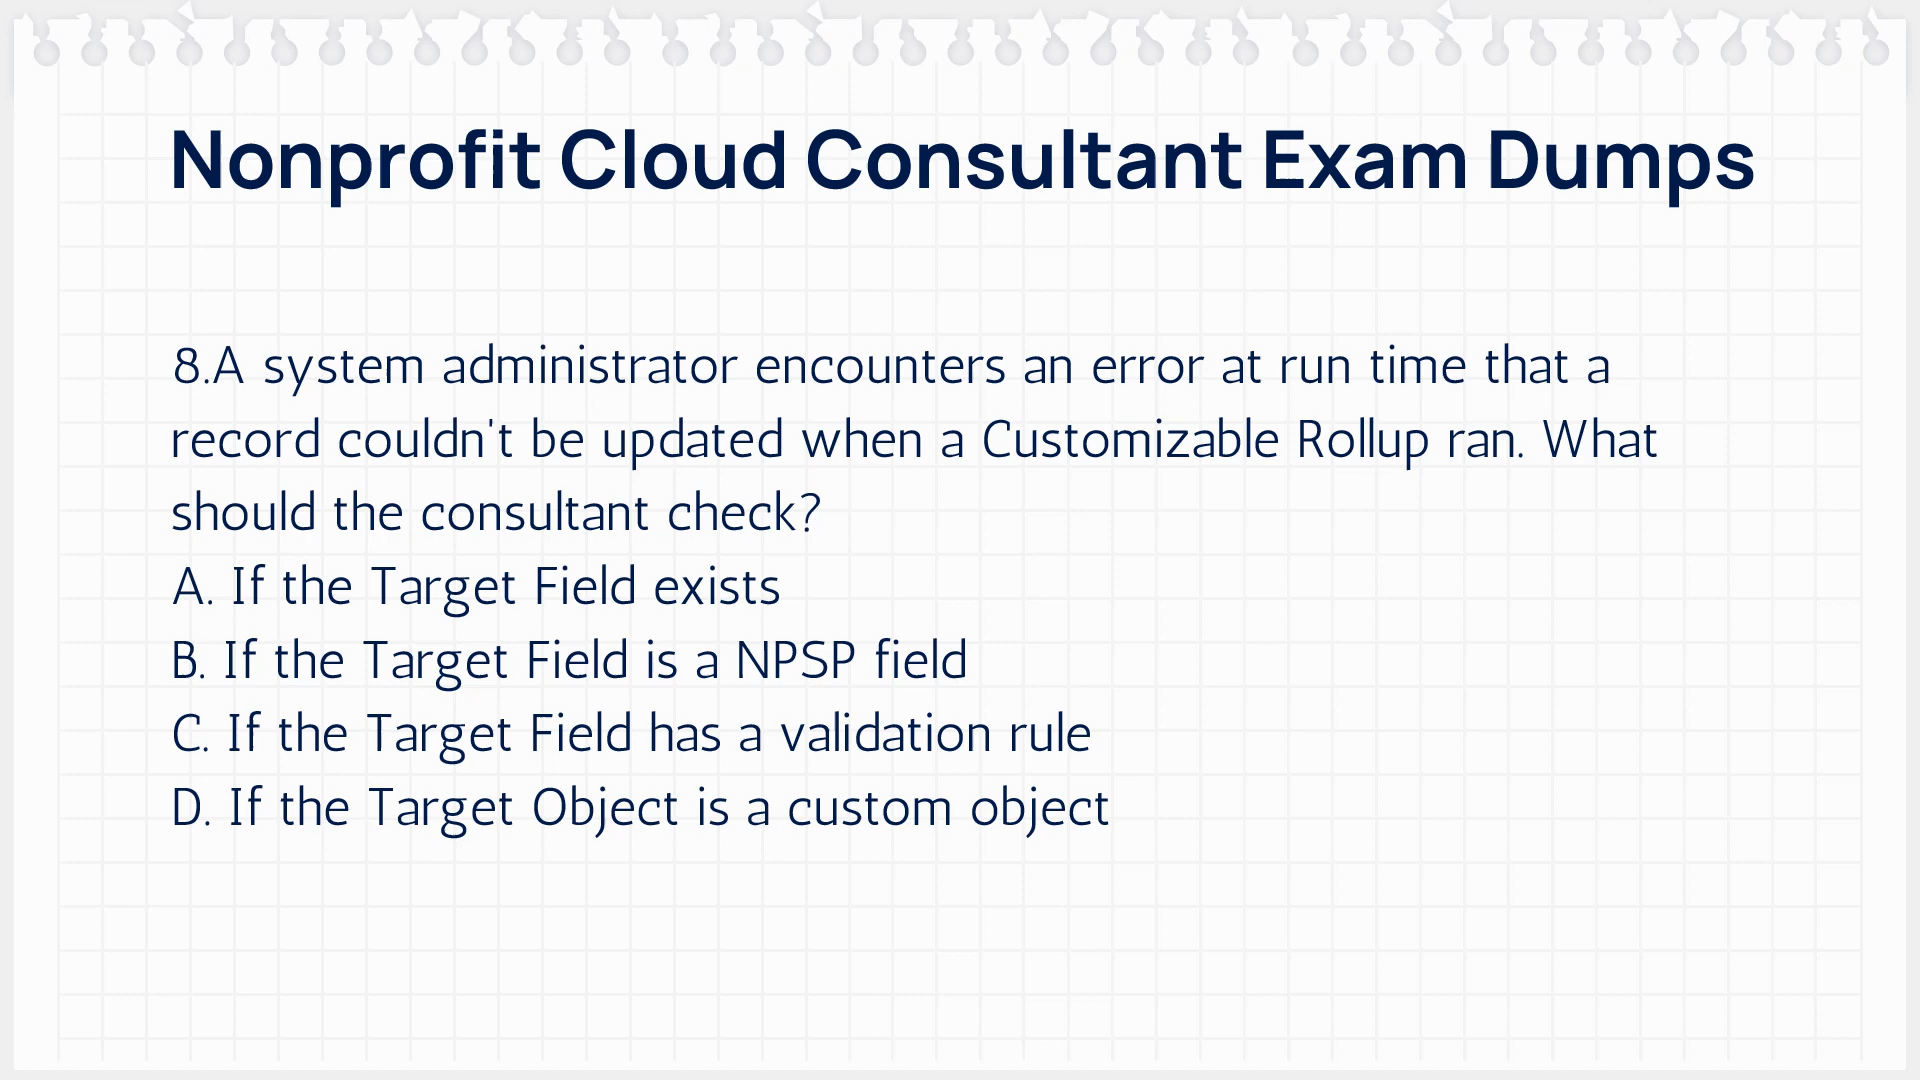 Nonprofit Cloud Consultant Exam Dumps
8.A system administrator encounters an error at run time that a
record couldn't be updated when a Customizable Rollup ran. What
should the consultant check?
A. If the Target Field exists
B. If the Target Field is a NPSP field
C. If the Target Field has a validation rule
D. If the Target Object is a custom object